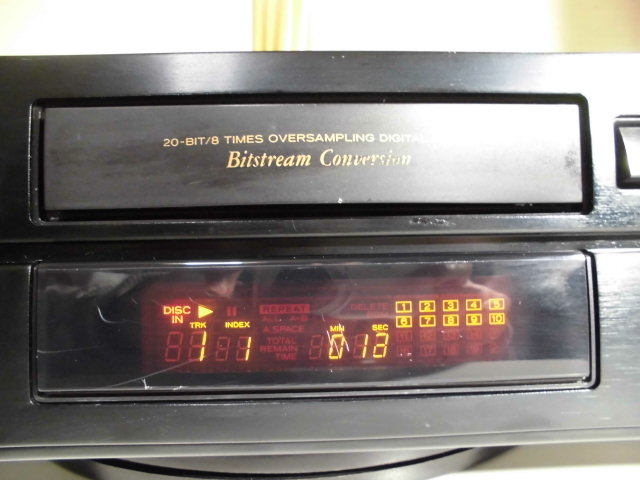 20-BIT/8 TIMES OVERSAMPLING DIGITAL
Bitstream Conversion
DISC IN REPEAT DELETE 1 2 3 4 5
TRK INDEX A.SPACE MIN SEC 6 7 8 9 10
1 1 TOTAL 0 13
REMAIN
TIME